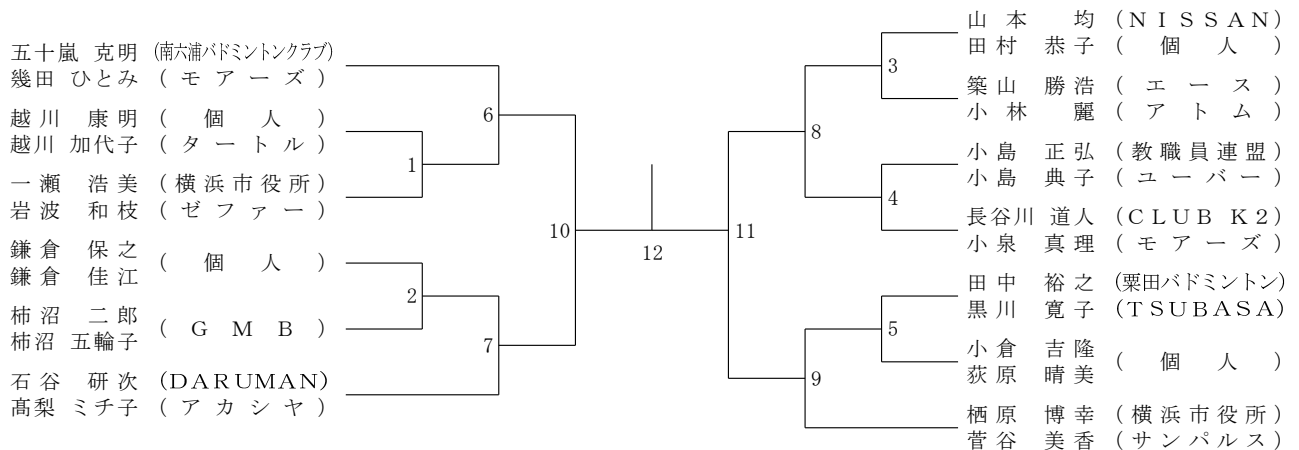 五十嵐 克明 (南六浦バドミントンクラブ)
幾田 ひとみ (モアーズ)
越川 康明 (個人)
越川 加代子 (タートル)
一瀬 浩美 (横浜市役所)
岩波 和枝 (ゼファー)
鎌倉 保之
鎌倉 佳江
(個人)
柿沼 二郎
柿沼 五輪子
(GMB)
石谷 研次 (DARUMAN)
髙梨 ミチ子 (アカシヤ)
1
2
6
7
10
12
山本 均 (NISSAN)
田村 恭子 (個人)
築山 勝浩 (エース)
小林 麗 (アトム)
小島 正弘 (教職員連盟)
小島 典子 (ユーバー)
長谷川 道人 (CLUB K2)
小泉 真理 (モアーズ)
田中 裕之 (粟田バドミントン)
黒川 寛子 (TSUBASA)
小倉 吉隆
荻原 晴美
(個人)
栖原 博幸 (横浜市役所)
菅谷 美香 (サンパルス)
3
4
5
8
9
11